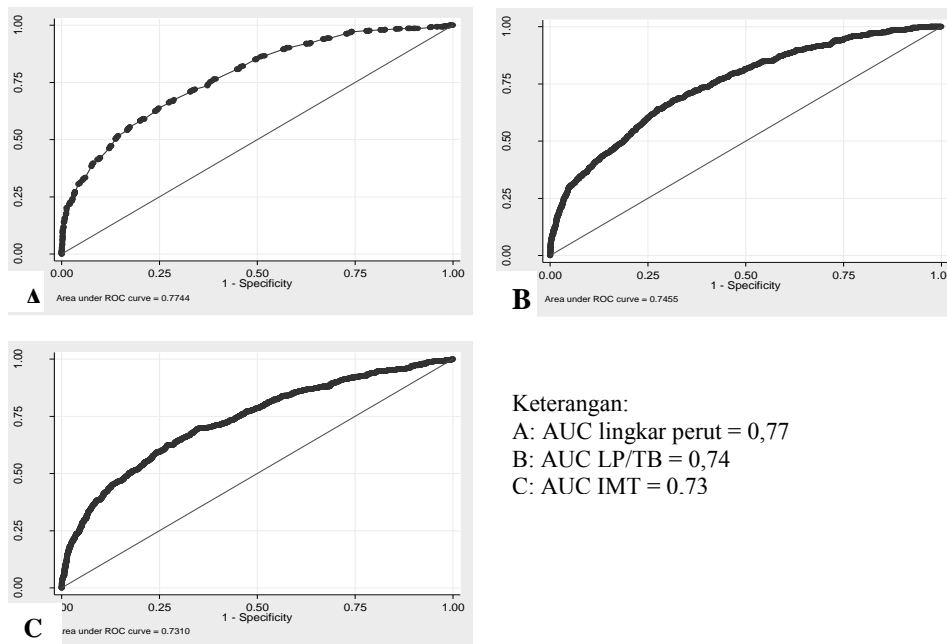 1.00
0.75
0.50
0.25
0.00
0.00 0.25 0.50 0.75 1.00
1 - Specificity
A
Area under ROC curve = 0.7744
1.00
0.75
0.50
0.25
0.00
0.00 0.25 0.50 0.75 1.00
1 - Specificity
B
Area under ROC curve = 0.7455
1.00
0.75
0.50
0.25
0.00
00 0.25 0.50 0.75 1.00
1 - Specificity
C
rea under ROC curve = 0.7310
Keterangan:
A: AUC lingkar perut = 0,77
B: AUC LP/TB = 0,74
C: AUC IMT = 0.73